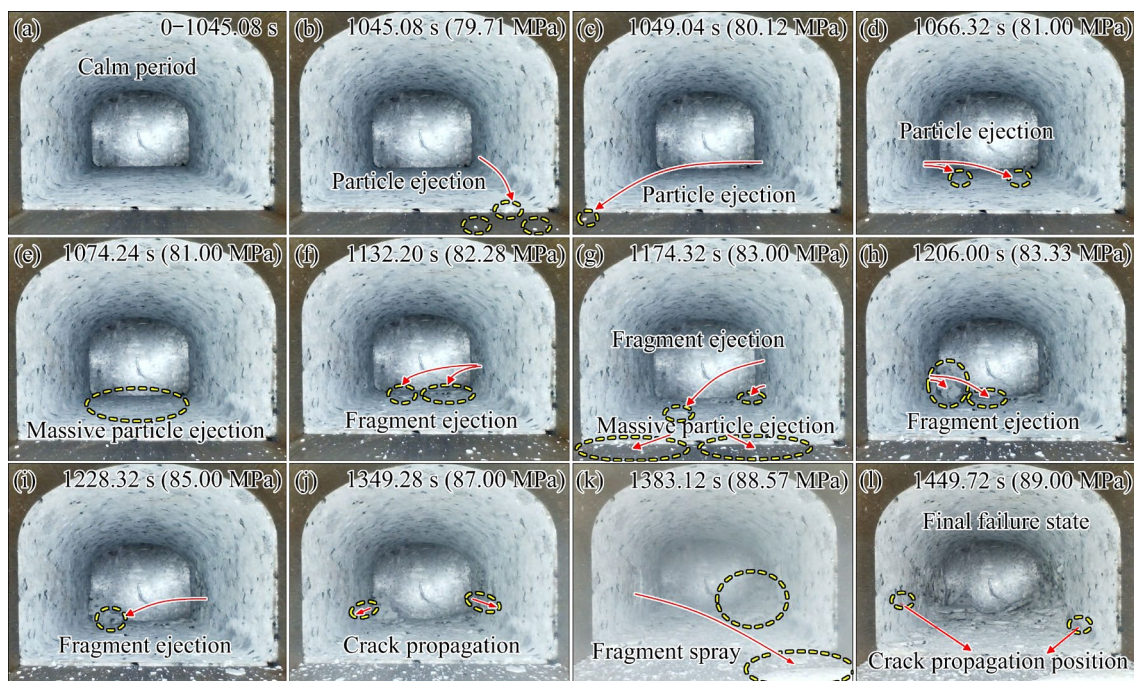 (a) 0−1045.08 s
Calm period
(b) 1045.08 s (79.71 MPa)
Particle ejection
(c) 1049.04 s (80.12 MPa)
Particle ejection
(d) 1066.32 s (81.00 MPa)
Particle ejection
(e) 1074.24 s (81.00 MPa)
Massive particle ejection
(f) 1132.20 s (82.28 MPa)
Fragment ejection
(g) 1174.32 s (83.00 MPa)
Fragment ejection
Massive particle ejection
(h) 1206.00 s (83.33 MPa)
Fragment ejection
(i) 1228.32 s (85.00 MPa)
Fragment ejection
(j) 1349.28 s (87.00 MPa)
Crack propagation
(k) 1383.12 s (88.57 MPa)
Fragment spray
(l) 1449.72 s (89.00 MPa)
Final failure state
Crack propagation position